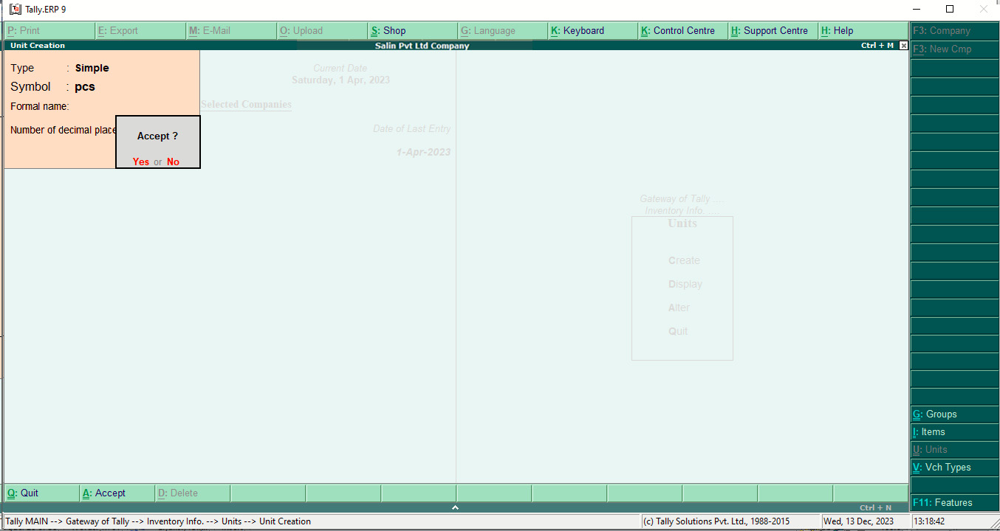 Tally.ERP 9
P: Print E: Export M: E-Mail O: Upload S: Shop G: Language K: Keyboard K: Control Centre H: Support Centre H: Help F3: Company
Unit Creation Salin Pvt Ltd Company Ctrl + M
F3: New Cmp
Type : Simple
Symbol : pcs
Formal name:
Number of decimal place
Accept ?
Yes or No
Current Date
Saturday, 1 Apr, 2023
Selected Companies
Date of Last Entry
1-Apr-2023
Gateway of Tally ....
Inventory Info. ....
Units
Create
Display
Alter
Quit
G: Groups
I: Items
U: Units
V: Vch Types
F11: Features
Q: Quit A: Accept D: Delete
Ctrl + N
Tally MAIN --> Gateway of Tally --> Inventory Info. --> Units --> Unit Creation (c) Tally Solutions Pvt. Ltd., 1988-2015 Wed, 13 Dec, 2023 13:18:42